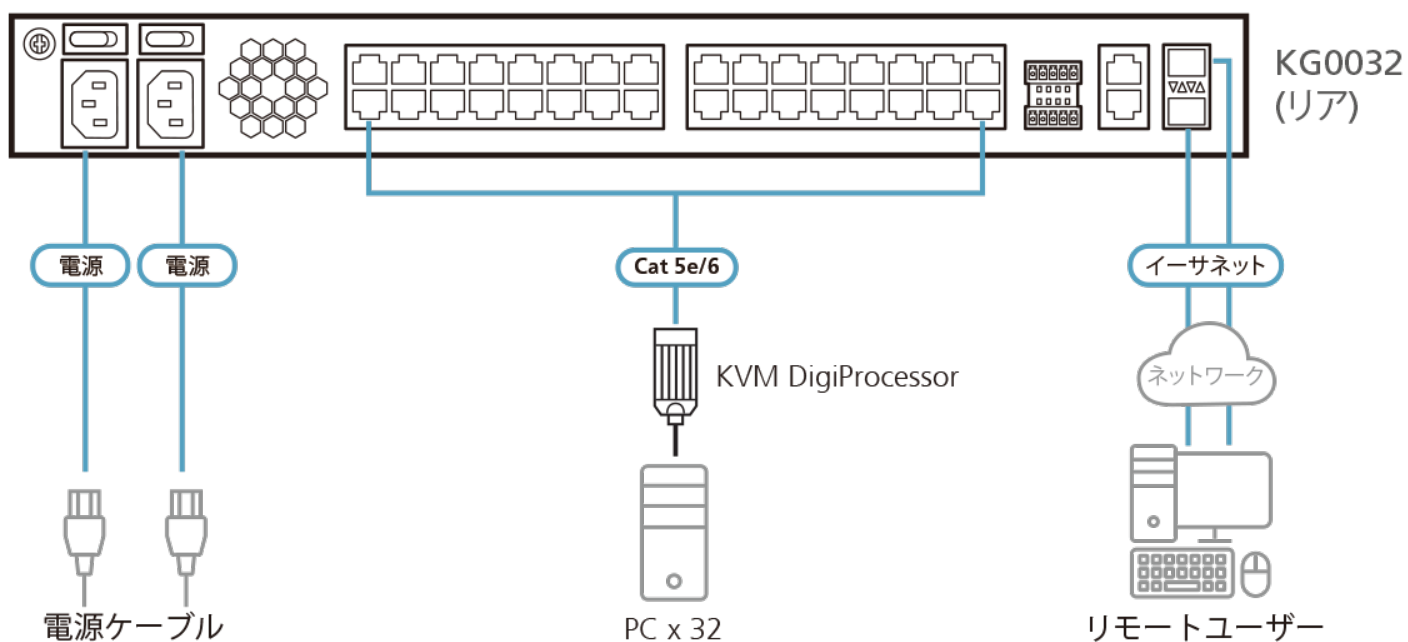 KG0032
(リア)
電源
電源
Cat 5e/6
イーサネット
ネットワーク
KVM DigiProcessor
電源ケーブル
PC x 32
リモートユーザー